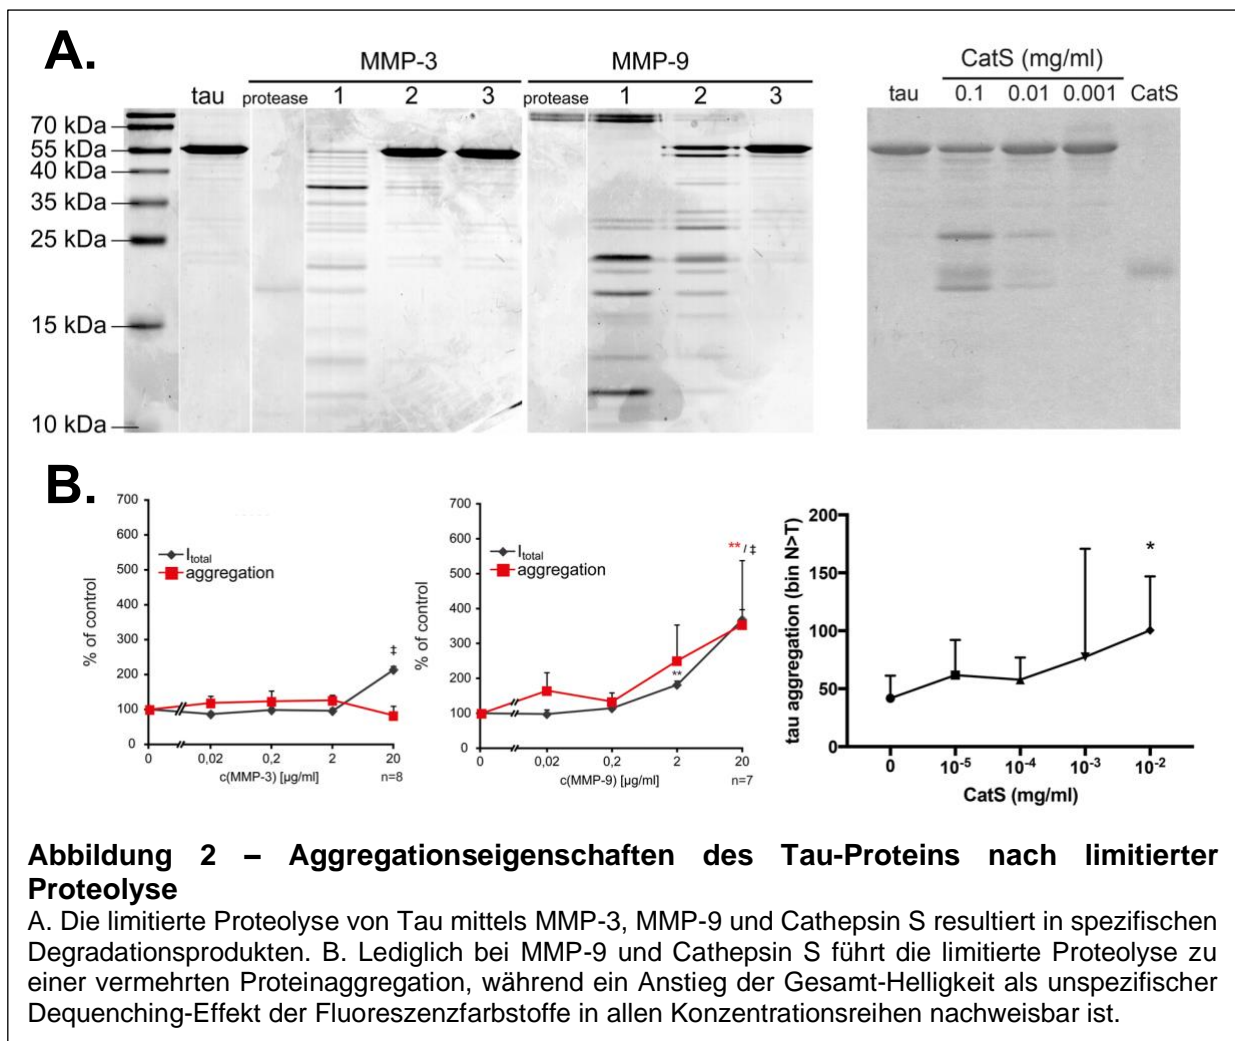 A.
MMP-3
MMP-9
CatS (mg/ml)
tau
protease
1
2
3
protease
1
2
3
tau
0.1
0.01
0.001
CatS
70 kDa
55 kDa
40 kDa
35 kDa
25 kDa
15 kDa
10 kDa
B.
700
600
500
400
300
200
100
0
% of control
Itotal
aggregation
‡
0
0,02
0,2
2
20
c(MMP-3) [µg/ml]
n=8
700
600
500
400
300
200
100
0
% of control
Itotal
aggregation
** / ‡
**
0
0,02
0,2
2
20
c(MMP-9) [µg/ml]
n=7
200
150
100
50
0
tau aggregation (bin N>T)
*
0
10-5
10-4
10-3
10-2
CatS (mg/ml)
Abbildung 2 – Aggregationseigenschaften des Tau-Proteins nach limitierter
Proteolyse
A. Die limitierte Proteolyse von Tau mittels MMP-3, MMP-9 und Cathepsin S resultiert in spezifischen
Degradationsprodukten. B. Lediglich bei MMP-9 und Cathepsin S führt die limitierte Proteolyse zu
einer vermehrten Proteinaggregation, während ein Anstieg der Gesamt-Helligkeit als unspezifischer
Dequenching-Effekt der Fluoreszenzfarbstoffe in allen Konzentrationsreihen nachweisbar ist.